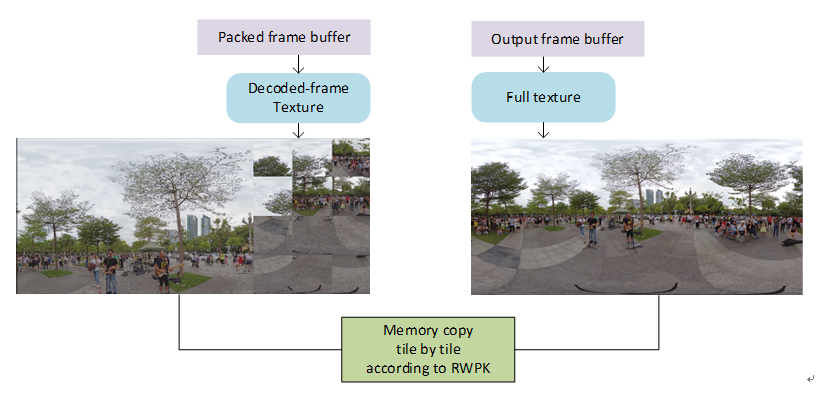 Packed frame buffer
Output frame buffer
Decoded-frame
Texture
Full texture
Memory copy
tile by tile
according to RWPK